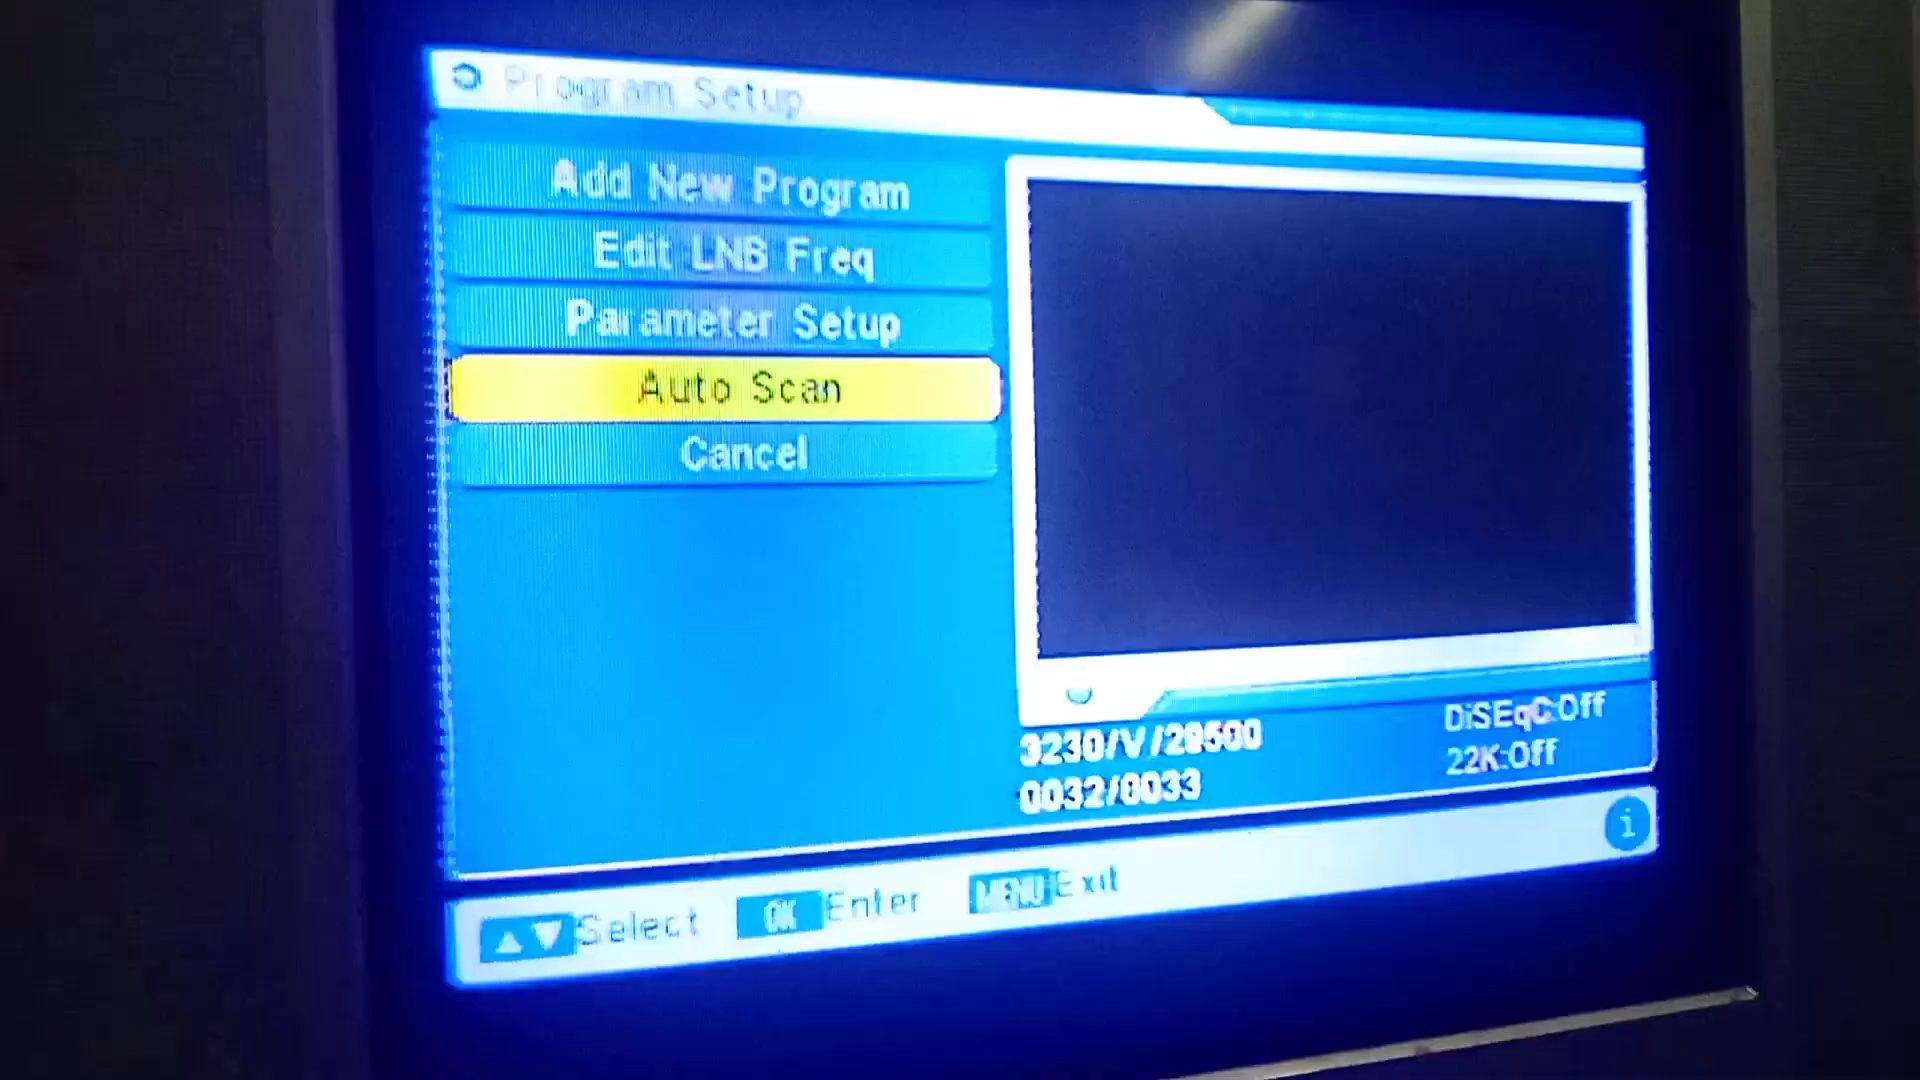 Program Setup
Add New Program
Edit LNB Freq
Parameter Setup
Auto Scan
Cancel
3230/V/28500
DiSEqC:Off
22K:Off
0032/0033
i
Select OK Enter MENU Exit